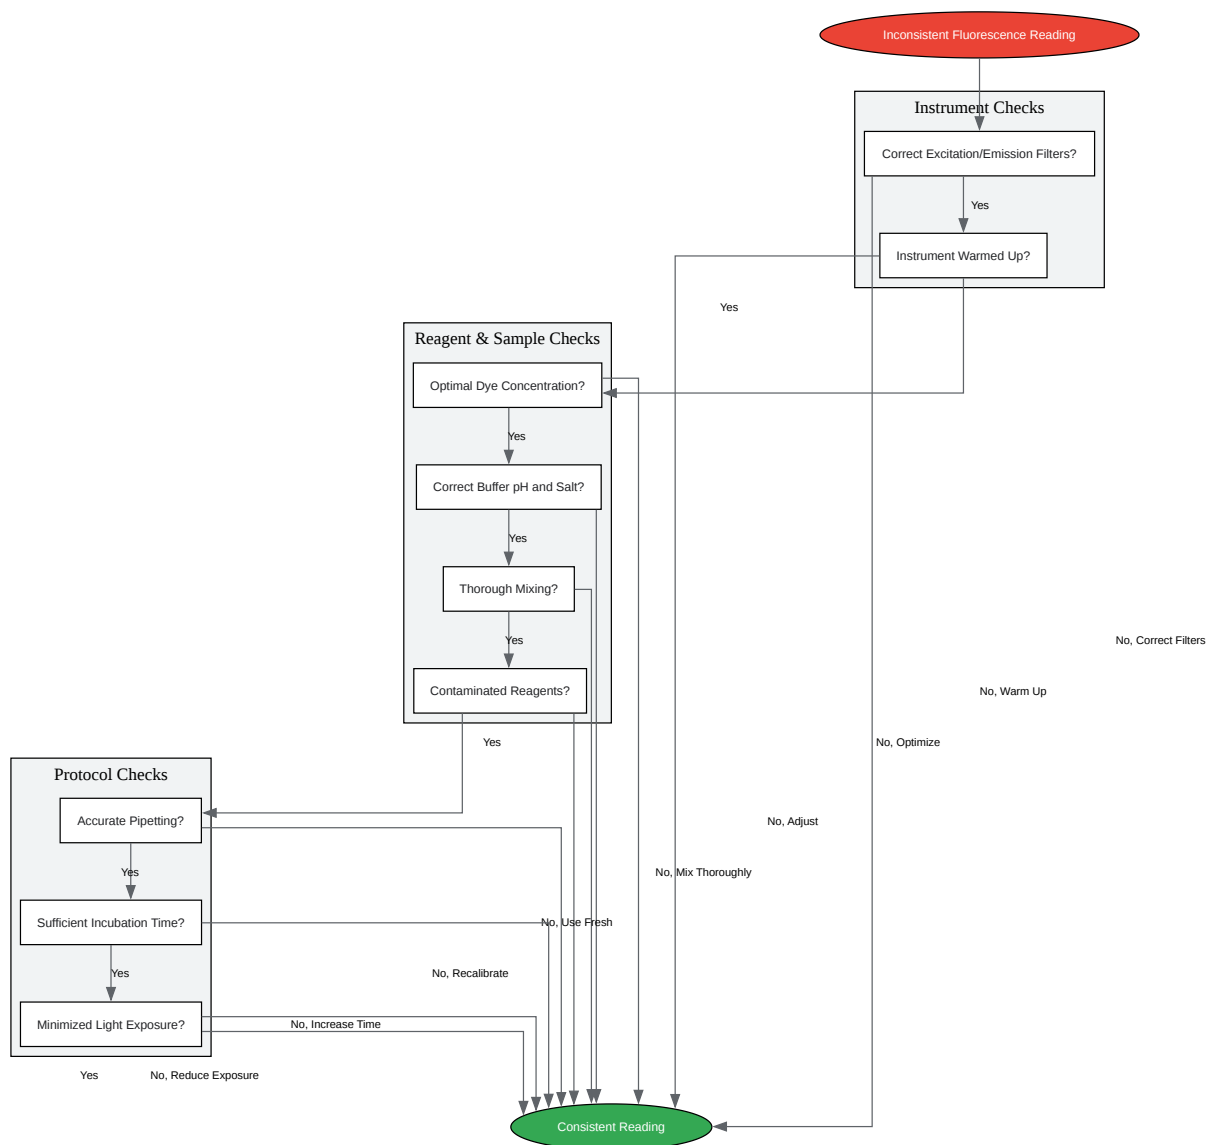 Inconsistent Fluorescence Reading
Instrument Checks
Correct Excitation/Emission Filters?
Yes
Instrument Warmed Up?
Yes
Reagent & Sample Checks
Optimal Dye Concentration?
Yes
Correct Buffer pH and Salt?
Yes
Thorough Mixing?
Yes
No, Correct Filters
Contaminated Reagents?
No, Warm Up
Yes
No, Optimize
Protocol Checks
Accurate Pipetting?
No, Adjust
Yes
No, Mix Thoroughly
Sufficient Incubation Time?
No, Use Fresh
Yes
No, Recalibrate
Minimized Light Exposure?
No, Increase Time
Yes
No, Reduce Exposure
Consistent Reading